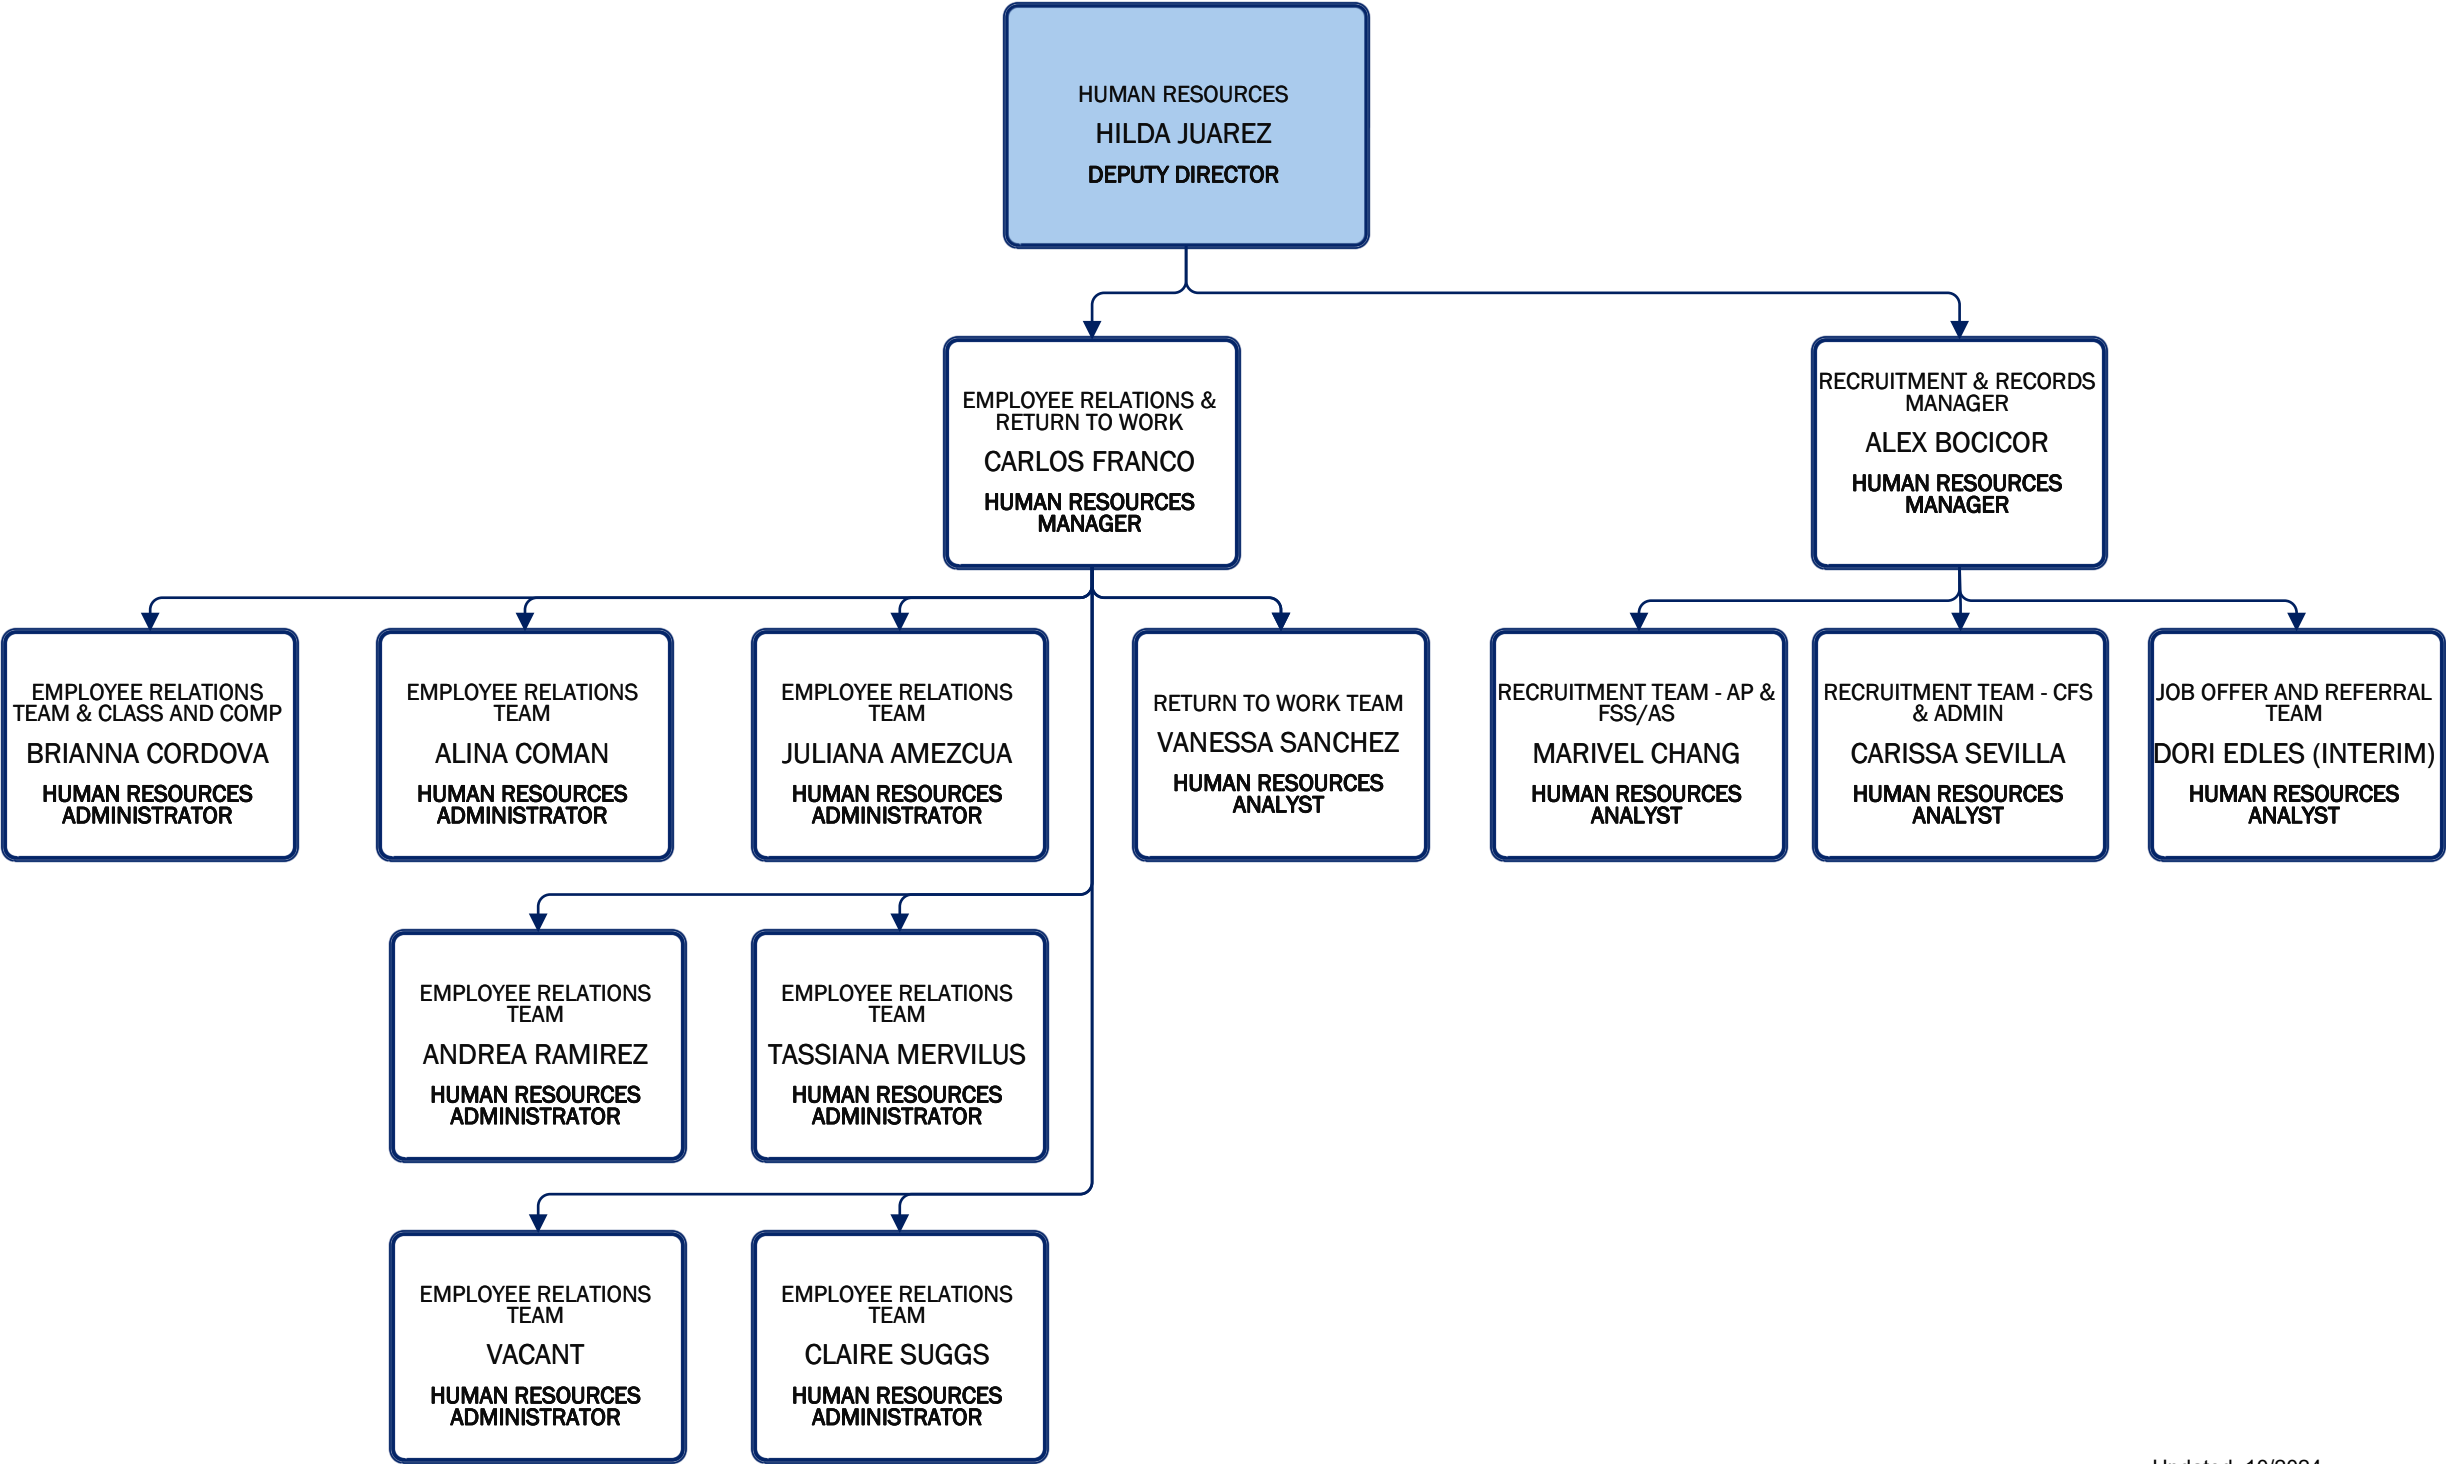 HUMAN RESOURCES
HILDA JUAREZ
DEPUTY DIRECTOR
EMPLOYEE RELATIONS &
RETURN TO WORK
CARLOS FRANCO
HUMAN RESOURCES
MANAGER
RECRUITMENT & RECORDS
MANAGER
ALEX BOCICOR
HUMAN RESOURCES
MANAGER
EMPLOYEE RELATIONS
TEAM & CLASS AND COMP
BRIANNA CORDOVA
HUMAN RESOURCES
ADMINISTRATOR
EMPLOYEE RELATIONS
TEAM
ALINA COMAN
HUMAN RESOURCES
ADMINISTRATOR
EMPLOYEE RELATIONS
TEAM
JULIANA AMEZCUA
HUMAN RESOURCES
ADMINISTRATOR
RETURN TO WORK TEAM
VANESSA SANCHEZ
HUMAN RESOURCES
ANALYST
RECRUITMENT TEAM - AP &
FSS/AS
MARIVEL CHANG
HUMAN RESOURCES
ANALYST
RECRUITMENT TEAM - CFS
& ADMIN
CARISSA SEVILLA
HUMAN RESOURCES
ANALYST
JOB OFFER AND REFERRAL
TEAM
DORI EDLES (INTERIM)
HUMAN RESOURCES
ANALYST
EMPLOYEE RELATIONS
TEAM
ANDREA RAMIREZ
HUMAN RESOURCES
ADMINISTRATOR
EMPLOYEE RELATIONS
TEAM
TASSIANA MERVILUS
HUMAN RESOURCES
ADMINISTRATOR
EMPLOYEE RELATIONS
TEAM
VACANT
HUMAN RESOURCES
ADMINISTRATOR
EMPLOYEE RELATIONS
TEAM
CLAIRE SUGGS
HUMAN RESOURCES
ADMINISTRATOR